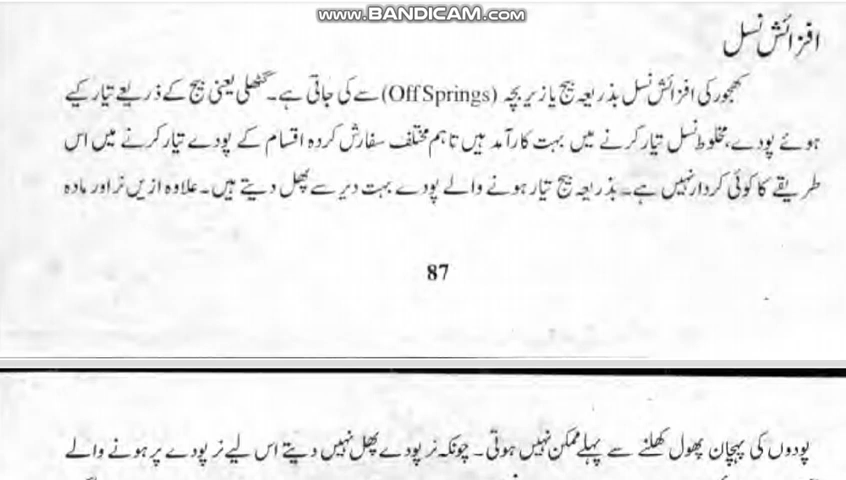 www.BANDICAM.com
افزائش نسل
کھجور کی افزائش نسل بذریعہ بیج یا زیر بچہ (Off Springs) سے کی جاتی ہے۔ گٹھلی یعنی بیج کے ذریعے تیار کیے
ہوئے پودے مخلوط نسل تیار کرنے میں بہت کارآمد ہیں تاہم مختلف سفارش کردہ اقسام کے پودے تیار کرنے میں اس
طریقے کا کوئی کردار نہیں ہے۔ بذریعہ بیج تیار ہونے والے پودے بہت دیر سے پھل دیتے ہیں۔ علاوہ ازیں نر اور مادہ
87
پودوں کی پہچان پھول کھلنے سے پہلے ممکن نہیں ہوتی۔ چونکہ نر پودے پھل نہیں دیتے اس لیے نر پودے پر ہونے والے